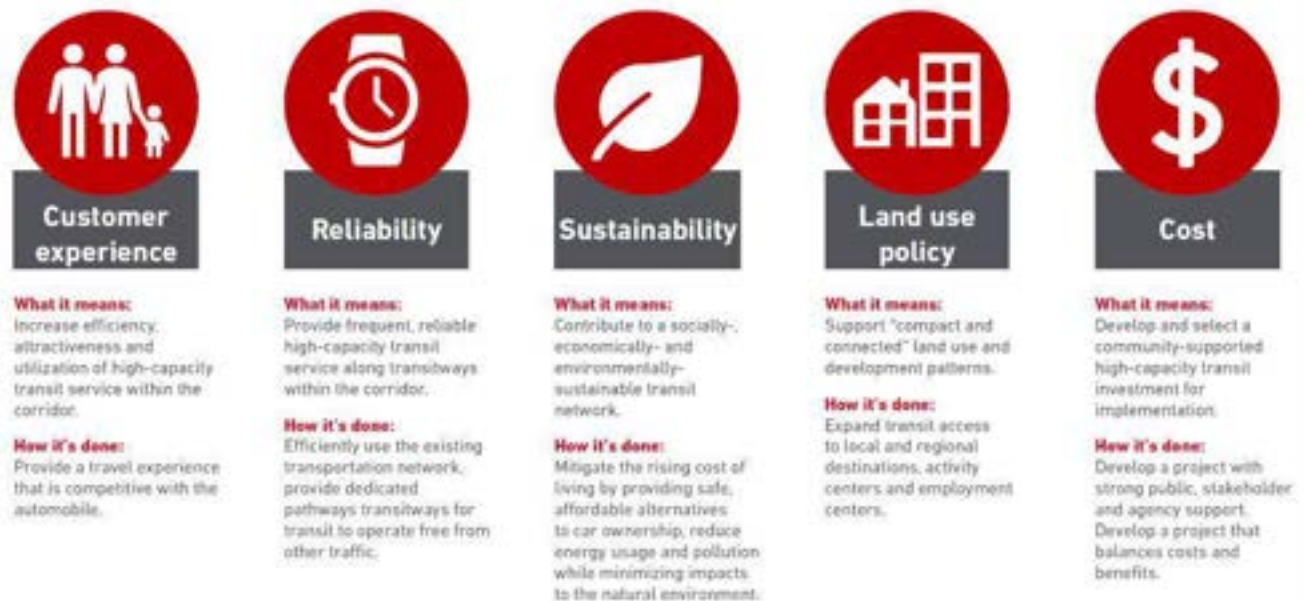 Customer
experience
What it means:
Increase efficiency,
attractiveness and
utilization of high-capacity
transit service within the
corridor.
How it's done:
Provide a travel experience
that is competitive with the
automobile.
Reliability
What it means:
Provide frequent, reliable
high-capacity transit
service along transitways
within the corridor.
How it's done:
Efficiently use the existing
transportation network,
provide dedicated
pathways transitways for
transit to operate free from
other traffic.
Sustainability
What it means:
Contribute to a socially-,
economically- and
environmentally-
sustainable transit
network.
How it's done:
Mitigate the rising cost of
living by providing safe,
affordable alternatives
to car ownership, reduce
energy usage and pollution
while minimizing impacts
to the natural environment.
Land use
policy
What it means:
Support "compact and
connected" land use and
development patterns.
How it's done:
Expand transit access
to local and regional
destinations, activity
centers and employment
centers.
Cost
What it means:
Develop and select a
community-supported
high-capacity transit
investment for
implementation.
How it's done:
Develop a project with
strong public, stakeholder
and agency support.
Develop a project that
balances costs and
benefits.